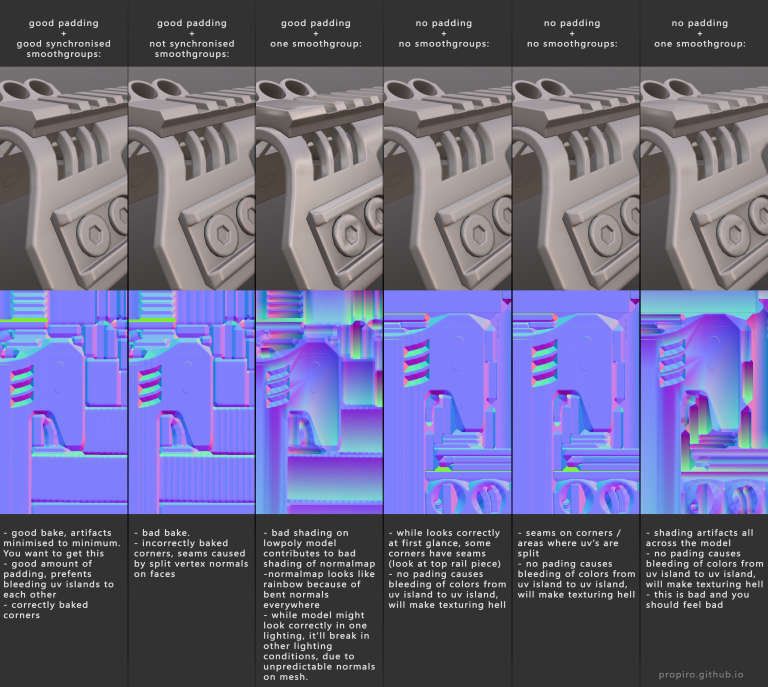 good padding
+
good synchronised
smoothgroups:
good padding
+
not synchronised
smoothgroups:
good padding
+
one smoothgroup:
no padding
+
no smoothgroups:
no padding
+
no smoothgroups:
no padding
+
one smoothgroup:
- good bake, artifacts
minimised to minimum.
You want to get this
- good amount of
padding, prefents
bleeding uv islands to
each other
- correctly baked
corners
- bad bake.
- incorrectly baked
corners, seams caused
by split vertex normals
on faces
- bad shading on
lowpoly model
contributes to bad
shading of normalmap
-normalmap looks like
rainbow because of
bent normals
everywhere
- while model might
look correctly in one
lighting, it'll break in
other lighting
conditions, due to
unpredictable normals
on mesh.
- while looks correctly
at first glance, some
corners have seams
(look at top rail piece)
- no pading causes
bleeding of colors from
uv island to uv island,
will make texturing hell
- seams on corners /
areas where uv's are
split
- no pading causes
bleeding of colors from
uv island to uv island,
will make texturing hell
- shading artifacts all
across the model
- no pading causes
bleeding of colors from
uv island to uv island,
will make texturing hell
- this is bad and you
should feel bad
propiro.github.io